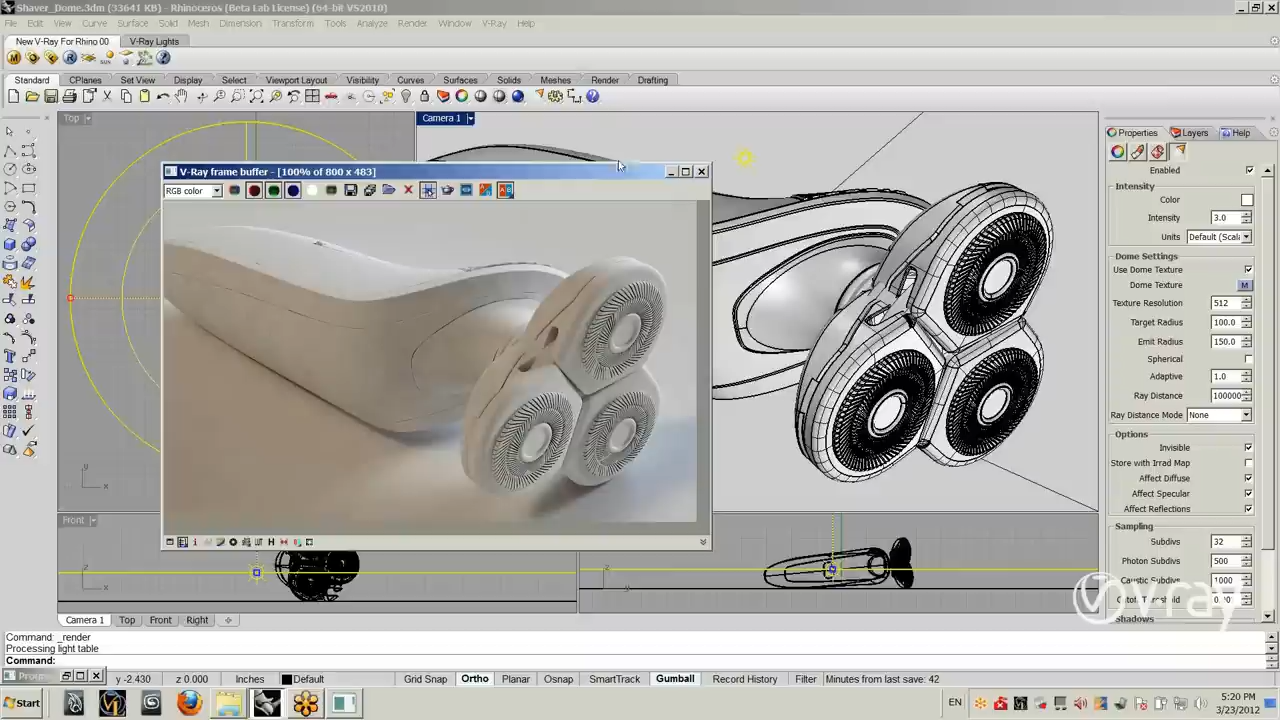 Shaver_Dome.3dm (33641 KB) - Rhinoceros (Beta Lab License) (64-bit VS2010)
File Edit View Curve Surface Solid Mesh Dimension Transform Tools Analyze Render Window V-Ray Help
New V-Ray For Rhino 00 V-Ray Lights
Standard CPlanes Set View Display Select Viewport Layout Visibility Curves Surfaces Solids Meshes Render Drafting
Top
Camera 1
Properties Layers Help
V-Ray frame buffer - [100% of 800 x 483]
RGB color
Enabled
Intensity
Color
Intensity 3.0
Units Default (Scal
Dome Settings
Use Dome Texture
Dome Texture M
Texture Resolution 512
Target Radius 100.0
Emit Radius 150.0
Spherical
Adaptive 1.0
Ray Distance 100000
Ray Distance Mode None
Options
Invisible
Store with Irrad Map
Affect Diffuse
Affect Specular
Affect Reflections
Sampling
Subdivs 32
Photon Subdivs 500
Caustic Subdivs 1000
Cutoff Threshold
Shadows
vray
y
x
Front
z
x
z
y
Camera 1 Top Front Right
Command: _render
Processing light table
Command:
y -2.430 z 0.000 Inches Default Grid Snap Ortho Planar Osnap SmartTrack Gumball Record History Filter Minutes from last save: 42
Start
EN
5:20 PM
3/23/2012